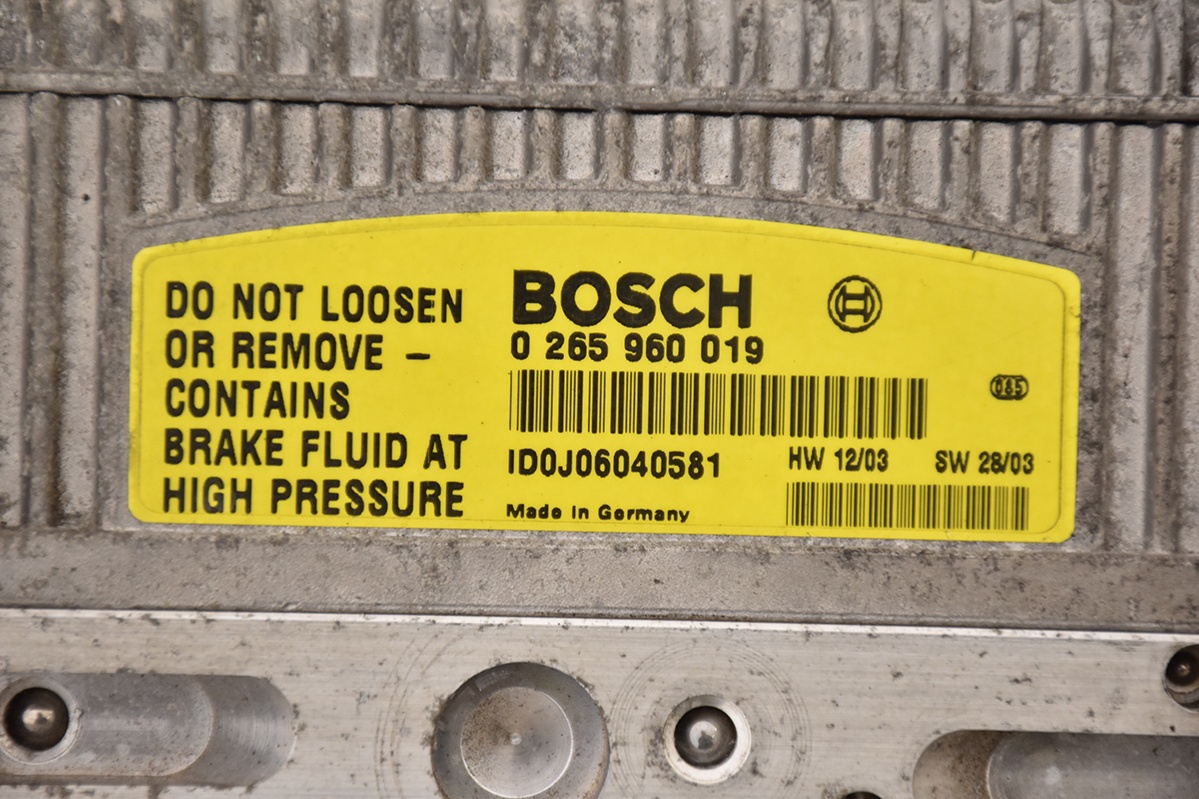 DO NOT LOOSEN
OR REMOVE –
CONTAINS
BRAKE FLUID AT
HIGH PRESSURE
BOSCH
0 265 960 019
ID0J06040581
Made in Germany
085
HW 12/03
SW 28/03